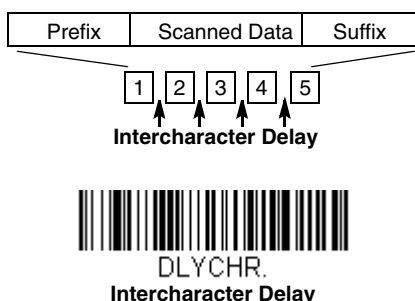 Prefix Scanned Data Suffix
1 2 3 4 5
Intercharacter Delay
DLYCHR.
Intercharacter Delay